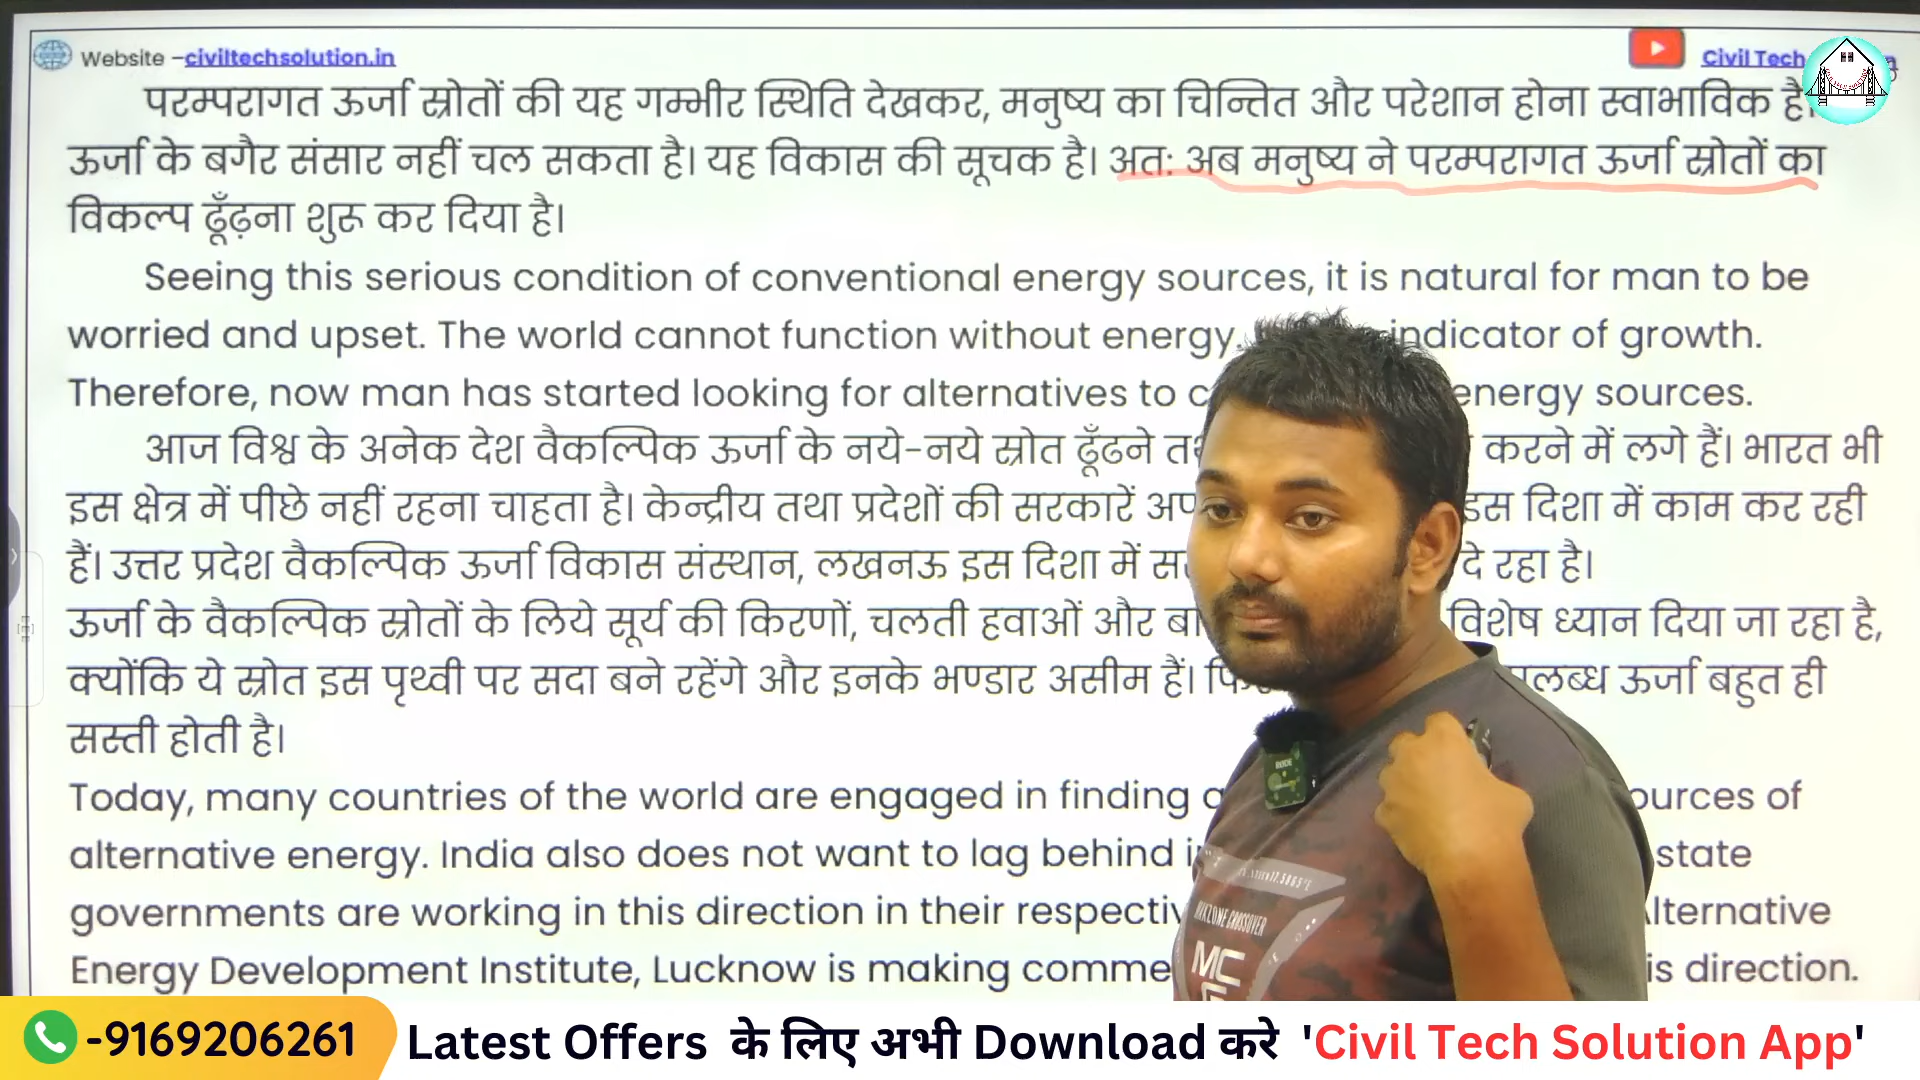 Website –civiltechsolution.in
Civil Tech
परम्परागत ऊर्जा स्रोतों की यह गम्भीर स्थिति देखकर, मनुष्य का चिन्तित और परेशान होना स्वाभाविक है।
ऊर्जा के बगैर संसार नहीं चल सकता है। यह विकास की सूचक है। अतः अब मनुष्य ने परम्परागत ऊर्जा स्रोतों का
विकल्प ढूँढ़ना शुरू कर दिया है।
Seeing this serious condition of conventional energy sources, it is natural for man to be
worried and upset. The world cannot function without energy. indicator of growth.
Therefore, now man has started looking for alternatives to energy sources.
आज विश्व के अनेक देश वैकल्पिक ऊर्जा के नये-नये स्रोत ढूँढने करने में लगे हैं। भारत भी
इस क्षेत्र में पीछे नहीं रहना चाहता है। केन्द्रीय तथा प्रदेशों की सरकारें इस दिशा में काम कर रही
हैं। उत्तर प्रदेश वैकल्पिक ऊर्जा विकास संस्थान, लखनऊ इस दिशा में दे रहा है।
ऊर्जा के वैकल्पिक स्रोतों के लिये सूर्य की किरणों, चलती हवाओं और विशेष ध्यान दिया जा रहा है,
क्योंकि ये स्रोत इस पृथ्वी पर सदा बने रहेंगे और इनके भण्डार असीम हैं। ऊर्जा बहुत ही
सस्ती होती है।
Today, many countries of the world are engaged in finding of
alternative energy. India also does not want to lag behind state
governments are working in this direction in their
Energy Development Institute, Lucknow is making direction.
MC
-9169206261
Latest Offers के लिए अभी Download करे 'Civil Tech Solution App'